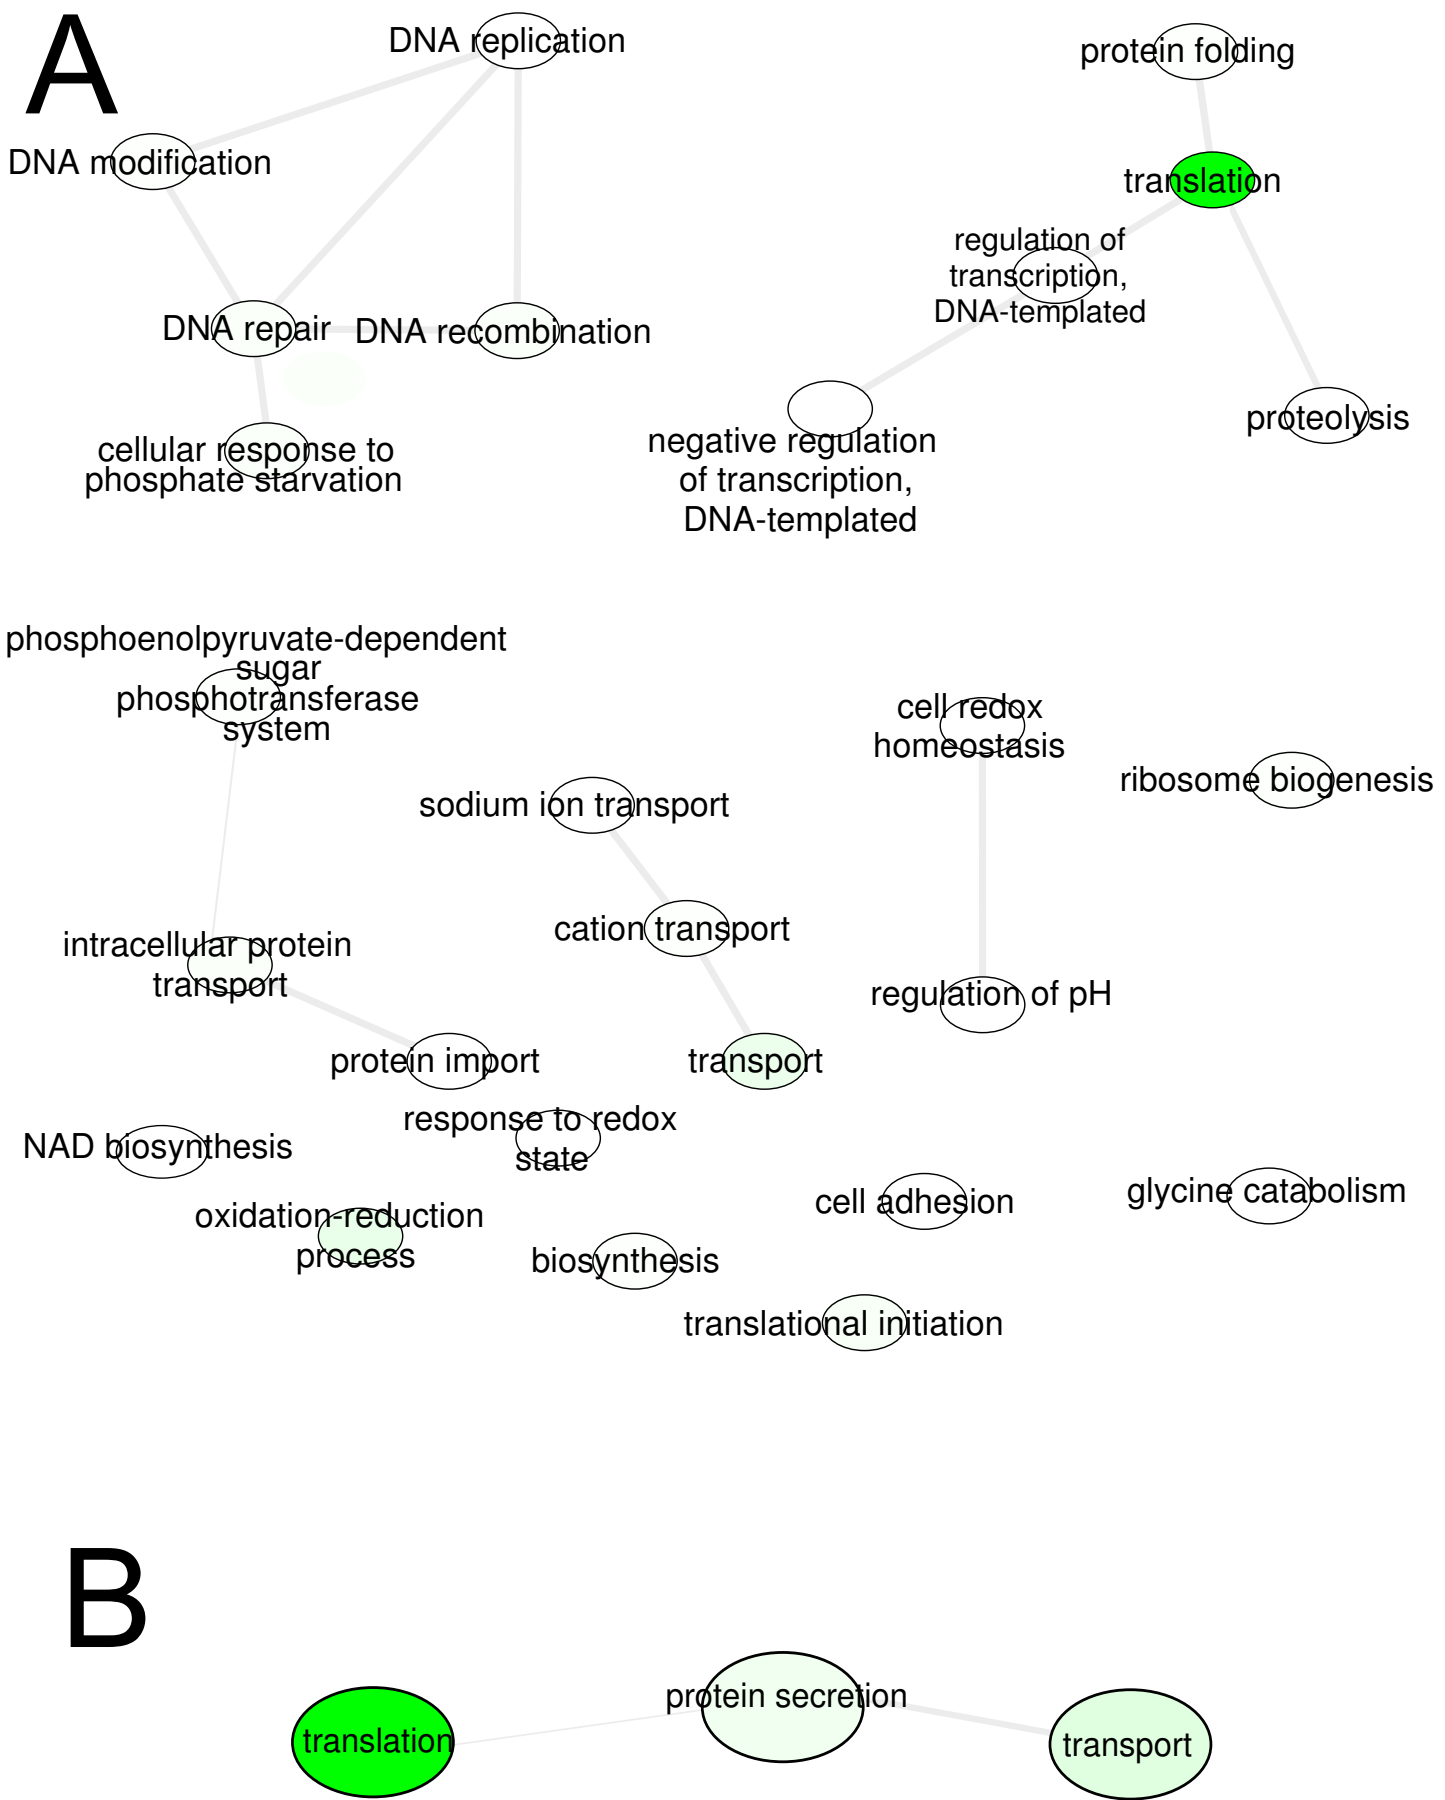 A
DNA replication
protein folding
DNA modification
translation
regulation of
transcription,
DNA-templated
DNA repair
DNA recombination
proteolysis
negative regulation
of transcription,
DNA-templated
cellular response to
phosphate starvation
phosphoenolpyruvate-dependent
sugar
phosphotransferase
system
cell redox
homeostasis
ribosome biogenesis
sodium ion transport
cation transport
intracellular protein
transport
regulation of pH
protein import
transport
response to redox
state
NAD biosynthesis
cell adhesion
glycine catabolism
oxidation-reduction
process
biosynthesis
translational initiation
B
protein secretion
translation
transport